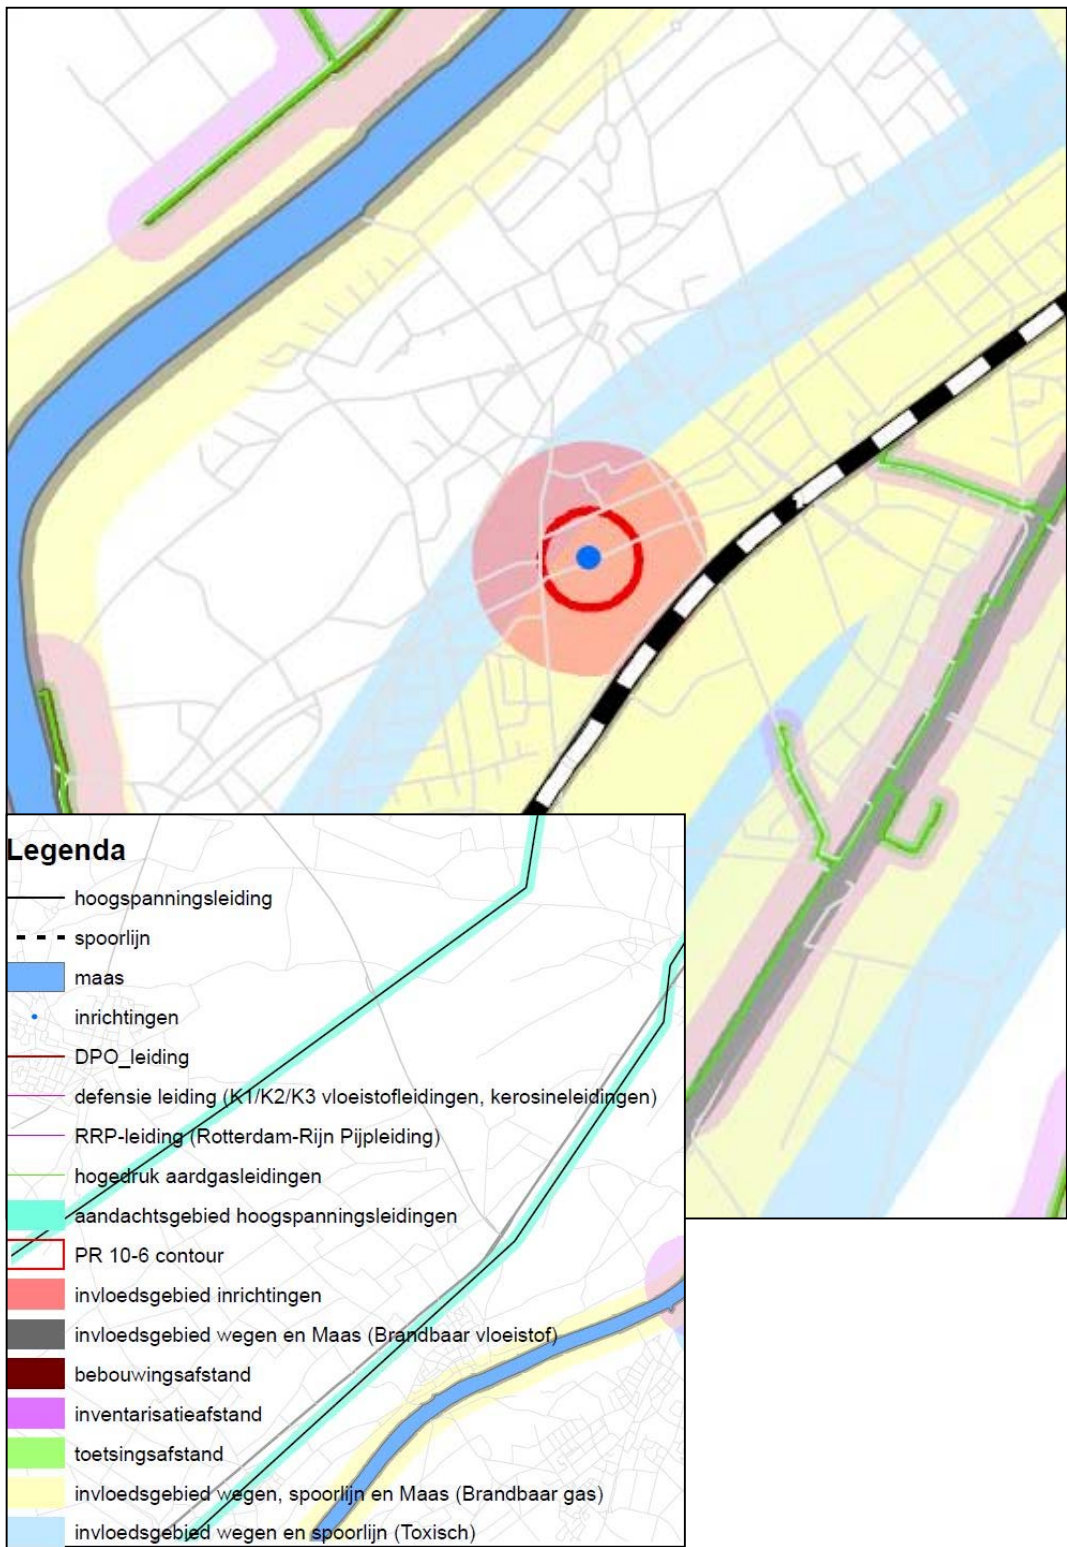 Legenda
hoogspanningsleiding
spoorlijn
maas
inrichtingen
DPO_leiding
defensie leiding (K1/K2/K3 vloeistofleidingen, kerosineleidingen)
RRP-leiding (Rotterdam-Rijn Pijpleiding)
hogedruk aardgasleidingen
aandachtsgebied hoogspanningsleidingen
PR 10-6 contour
invloedsgebied inrichtingen
invloedsgebied wegen en Maas (Brandbaar vloeistof)
bebouwingsafstand
inventarisatieafstand
toetsingsafstand
invloedsgebied wegen, spoorlijn en Maas (Brandbaar gas)
invloedsgebied wegen en spoorlijn (Toxisch)